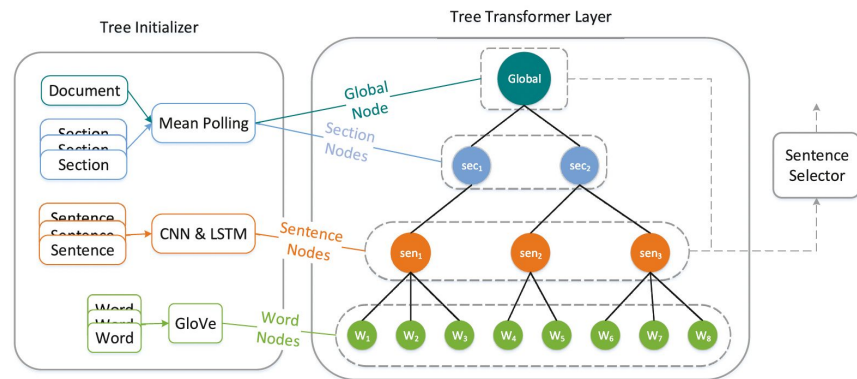 Tree Initializer
Tree Transformer Layer
Document
Section
Section
Section
Mean Polling
Sentence
Sentence
Sentence
CNN & LSTM
Word
Word
Word
GloVe
Global
Node
Section
Nodes
Sentence
Nodes
Word
Nodes
Global
sec₁
sec₂
sen₁
sen₂
sen₃
W₁
W₂
W₃
W₄
W₅
W₆
W₇
W₈
Sentence
Selector